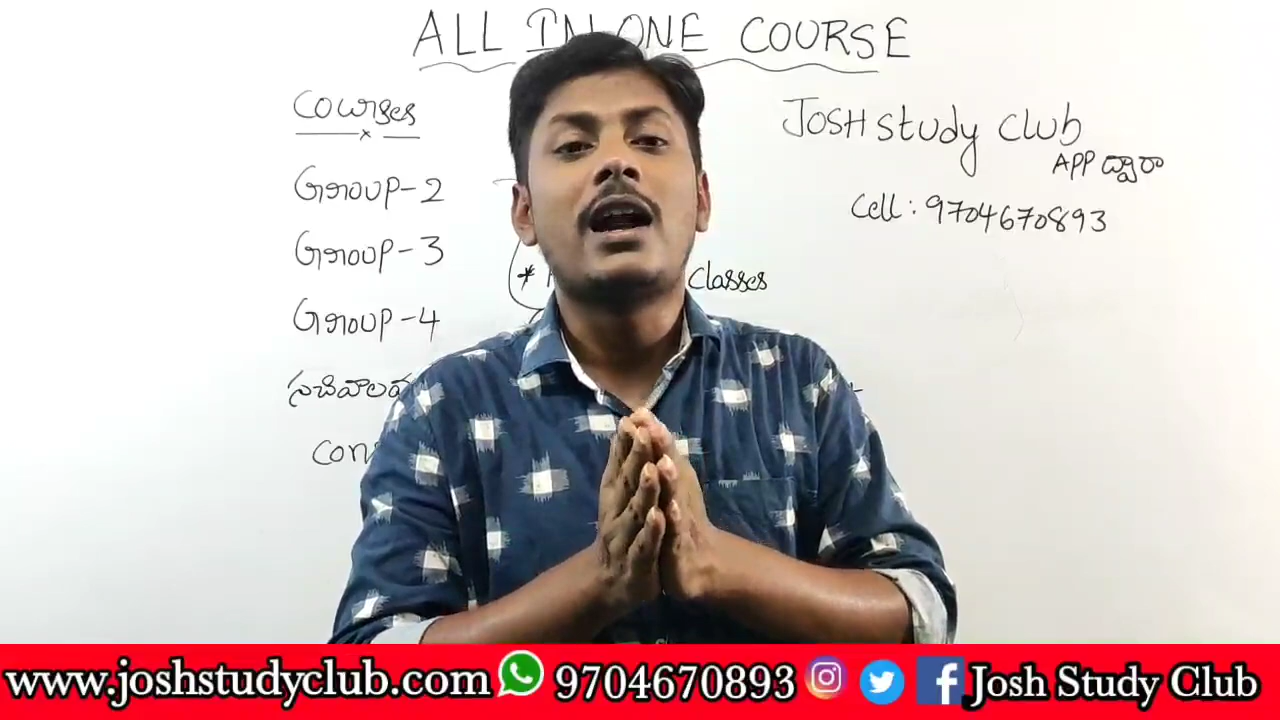 ALL IN ONE COURSE
Courses
Group-2
Group-3
Group-4
JOSH study club
APP ద్వారా
Cell : 9704670893
* Classes
www.joshstudyclub.com 9704670893 Josh Study Club